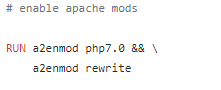 # enable apache mods
RUN a2enmod php7.0 && \
a2enmod rewrite